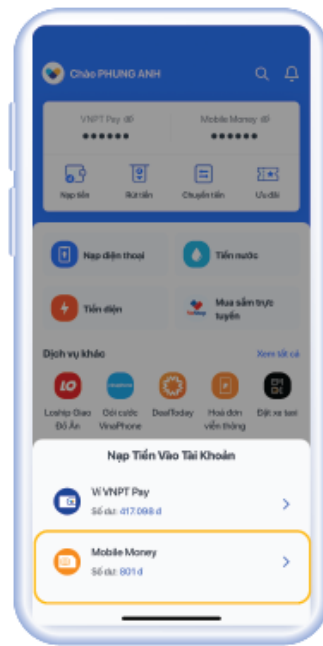 Chào PHUNG ANH
VNPT Pay
Mobile Money
Nạp tiền
Rút tiền
Chuyển tiền
Ưu đãi
Nạp điện thoại
Tiền nước
Tiền điện
Mua sắm trực
tuyến
Dịch vụ khác
Xem tất cả
Loship Giao
Đồ Ăn
Gói cước
VinaPhone
DealToday
Hoá đơn
viễn thông
Đặt xe taxi
Nạp Tiền Vào Tài Khoản
Ví VNPT Pay
Số dư: 417.098 đ
Mobile Money
Số dư: 801 đ